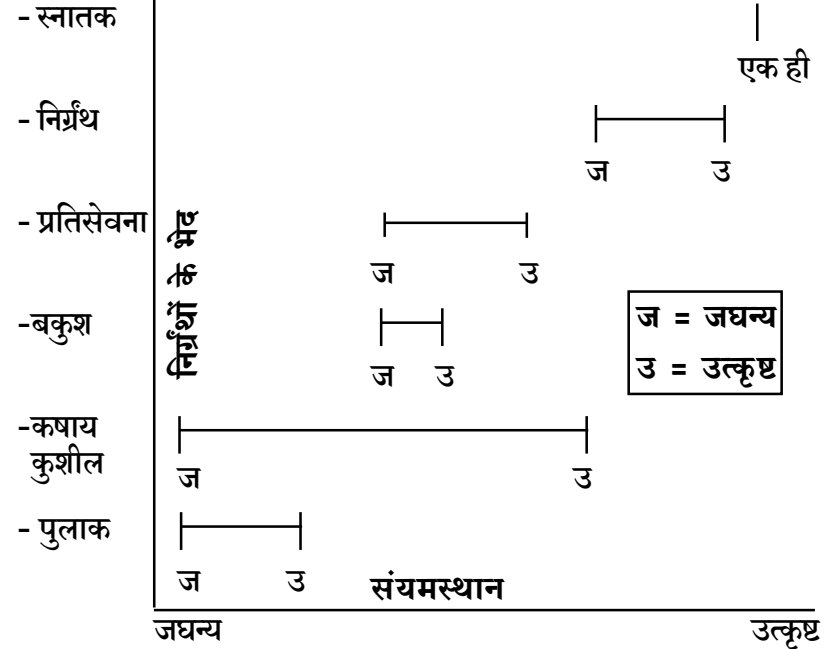 - स्नातक
एक ही
- निर्ग्रंथ
ज उ
- प्रतिसेवना
ज उ
निर्ग्रंथों के भेद
-बकुश
ज उ
ज = जघन्य
उ = उत्कृष्ट
-कषाय
कुशील
ज उ
- पुलाक
ज उ
संयमस्थान
जघन्य उत्कृष्ट